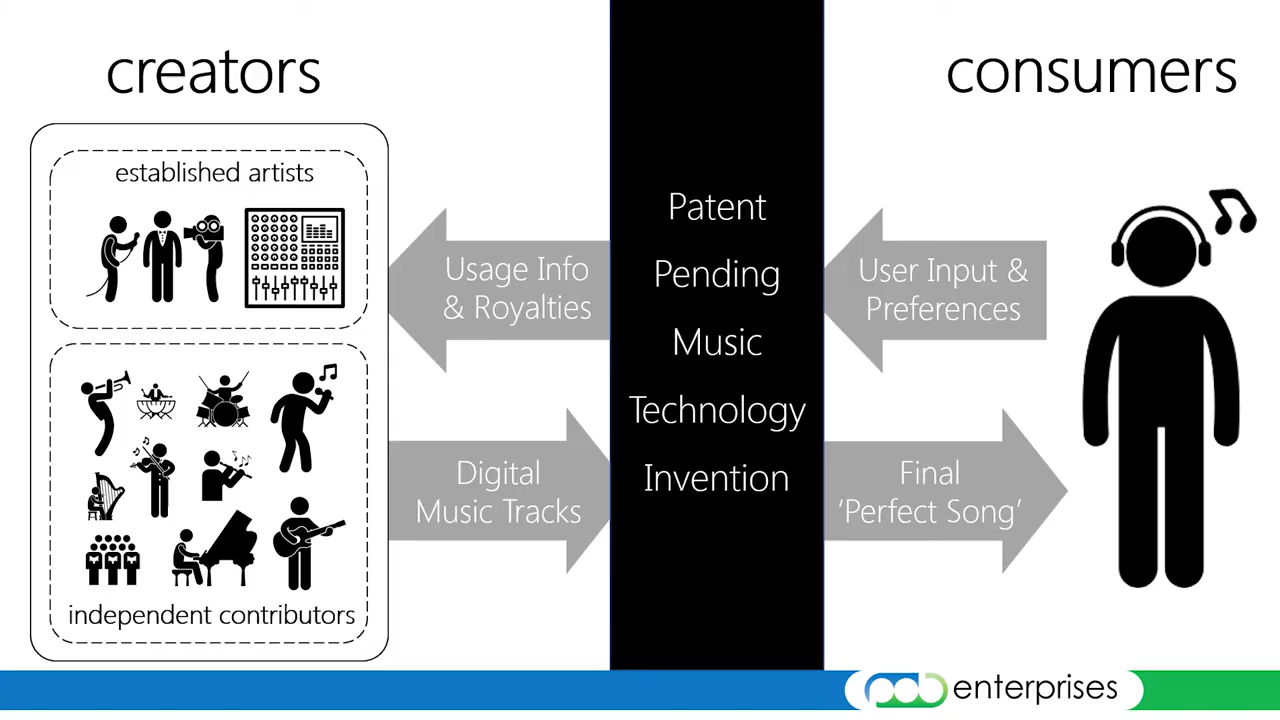 creators
consumers
established artists
Usage Info
& Royalties
Digital
Music Tracks
independent contributors
Patent
Pending
Music
Technology
Invention
User Input &
Preferences
Final
‘Perfect Song’
pab enterprises